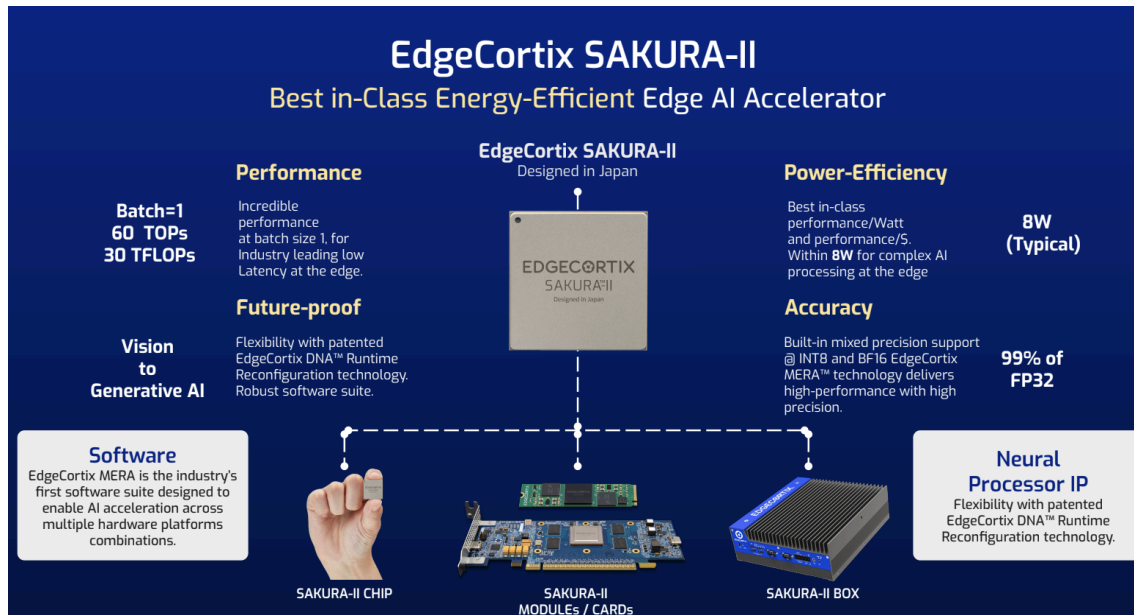 EdgeCortix SAKURA-II
Best in-Class Energy-Efficient Edge AI Accelerator
EdgeCortix SAKURA-II
Designed in Japan
Performance
Batch=1
60 TOPs
30 TFLOPs
Incredible
performance
at batch size 1, for
Industry leading low
Latency at the edge.
Future-proof
Vision
to
Generative AI
Flexibility with patented
EdgeCortix DNA™ Runtime
Reconfiguration technology.
Robust software suite.
EDGECORTIX
SAKURA-II
Designed in Japan
Power-Efficiency
Best in-class
performance/Watt
and performance/$.
Within 8W for complex AI
processing at the edge
8W
(Typical)
Accuracy
Built-in mixed precision support
@ INT8 and BF16 EdgeCortix
MERA™ technology delivers
high-performance with high
precision.
99% of
FP32
Software
EdgeCortix MERA is the industry's
first software suite designed to
enable AI acceleration across
multiple hardware platforms
combinations.
Neural
Processor IP
Flexibility with patented
EdgeCortix DNA™ Runtime
Reconfiguration technology.
EDGECORTIX
SAKURA-II CHIP
SAKURA-II
MODULEs / CARDs
SAKURA-II BOX